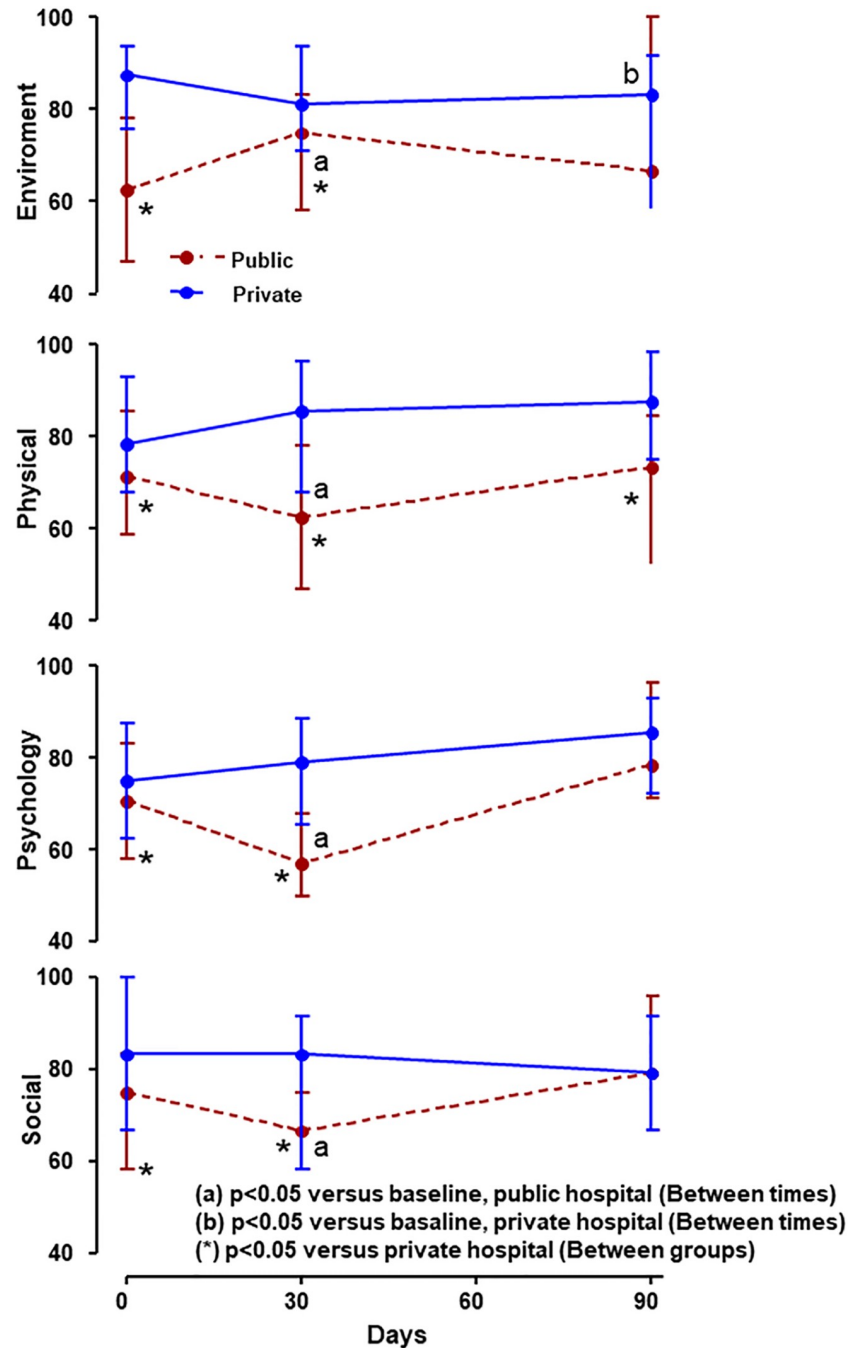 100
80
60
40
Enviroment
b
a
*
*
Public
Private
100
80
60
40
Physical
a
*
*
*
100
80
60
40
Psychology
a
*
*
100
80
60
40
Social
*
a
*
(a) p<0.05 versus baseline, public hospital (Between times)
(b) p<0.05 versus basaline, private hospital (Between times)
(*) p<0.05 versus private hospital (Between groups)
0 30 60 90
Days